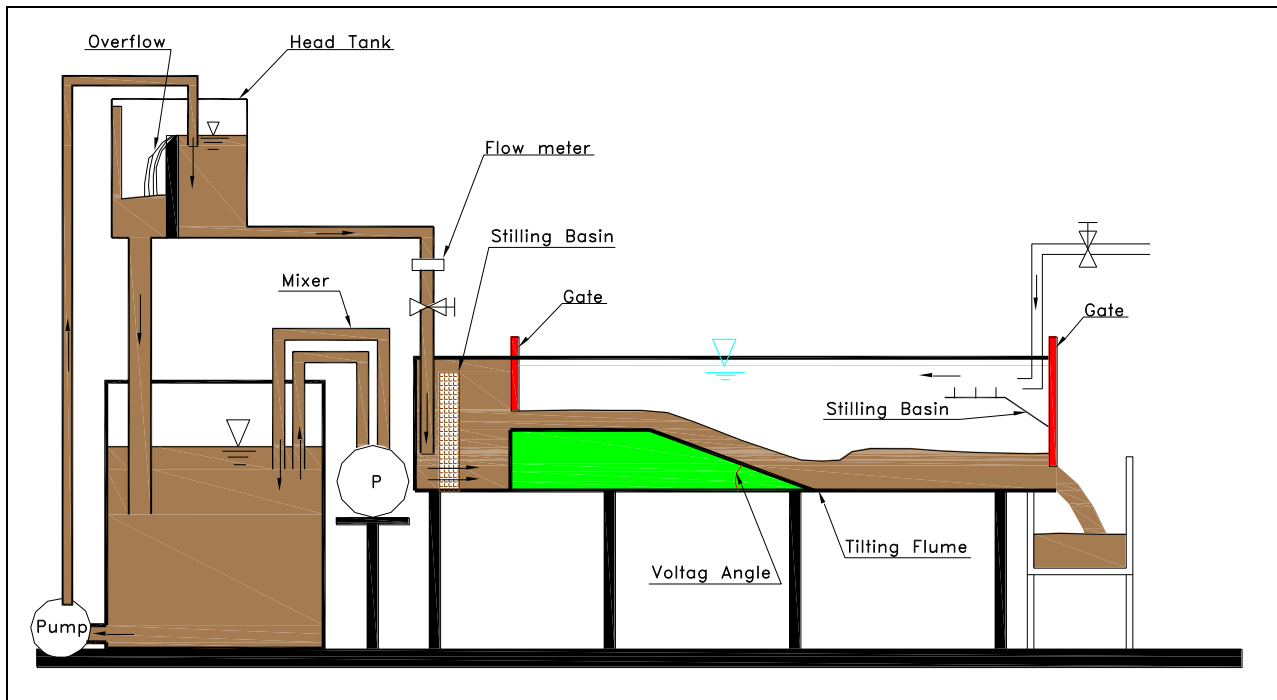 Overflow
Head Tank
Flow meter
Stilling Basin
Mixer
Gate
Gate
Stilling Basin
P
Tilting Flume
Voltag Angle
Pump